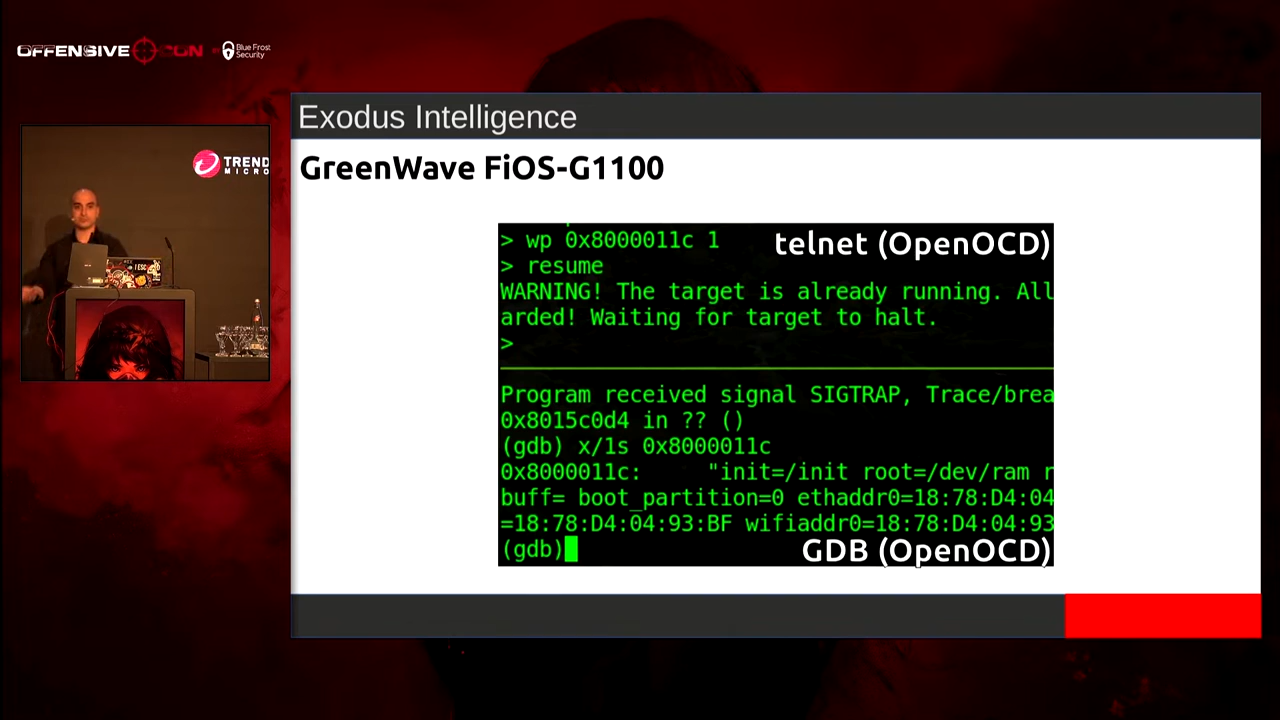 OFFENSIVE CON BY Blue Frost Security
Exodus Intelligence
TREND MICRO
GreenWave FiOS-G1100
> wp 0x8000011c 1
telnet (OpenOCD)
> resume
WARNING! The target is already running. All
arded! Waiting for target to halt.
>
Program received signal SIGTRAP, Trace/brea
0x8015c0d4 in ?? ()
(gdb) x/1s 0x8000011c
0x8000011c: "init=/init root=/dev/ram r
buff= boot_partition=0 ethaddr0=18:78:D4:04
=18:78:D4:04:93:BF wifiaddr0=18:78:D4:04:93
(gdb)
GDB (OpenOCD)